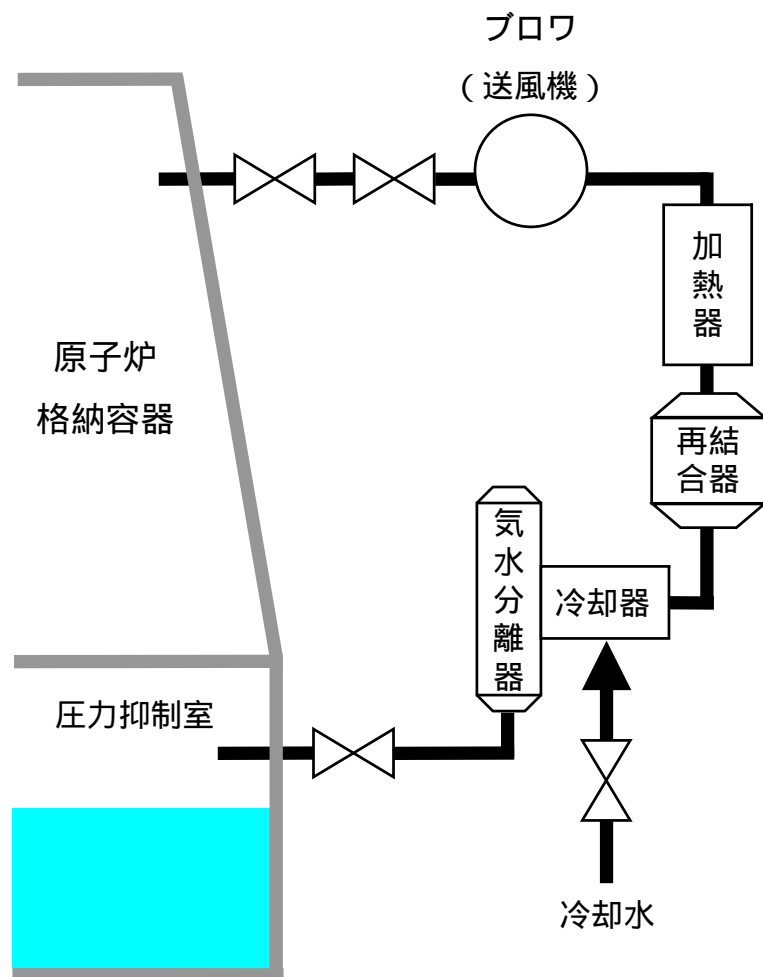 ブロワ
（送風機）
加熱器
原子炉
格納容器
再結
合器
気水分離器
冷却器
圧力抑制室
冷却水